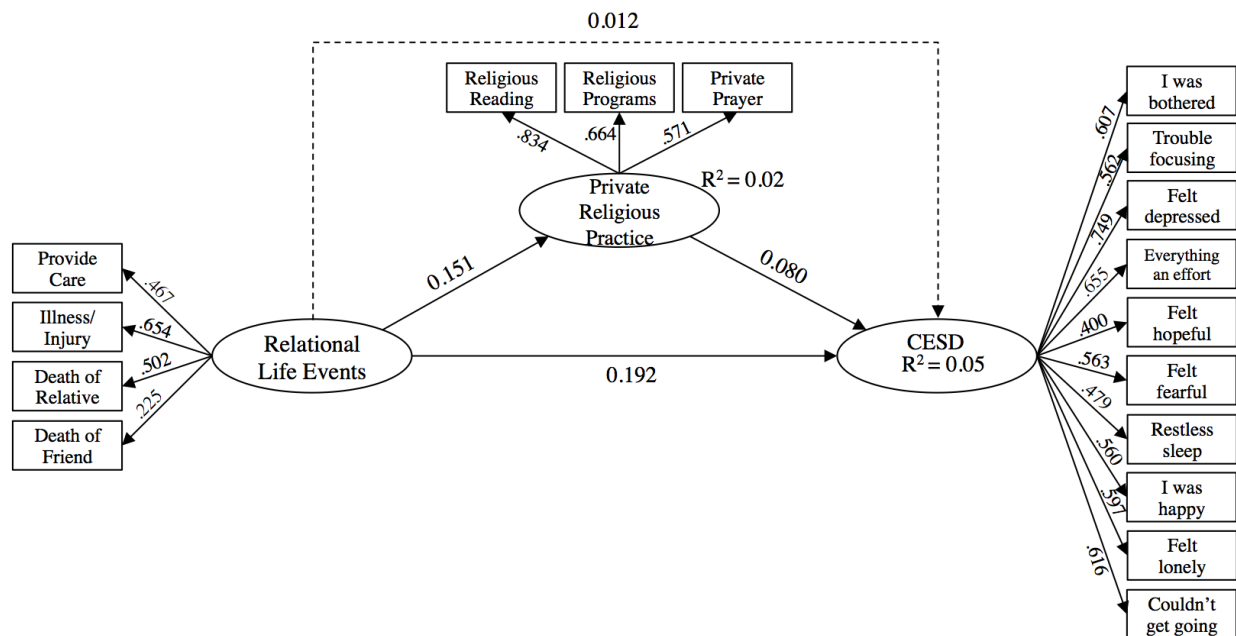 0.012
Religious
Reading
Religious
Programs
Private
Prayer
.834
.664
.571
Private
Religious
Practice
R² = 0.02
0.151
0.080
Provide
Care
Illness/
Injury
Death of
Relative
Death of
Friend
.467
.654
.502
.225
Relational
Life Events
0.192
CESD
R² = 0.05
.607
.562
.749
.655
.400
.563
.479
.560
.597
.616
I was
bothered
Trouble
focusing
Felt
depressed
Everything
an effort
Felt
hopeful
Felt
fearful
Restless
sleep
I was
happy
Felt
lonely
Couldn't
get going